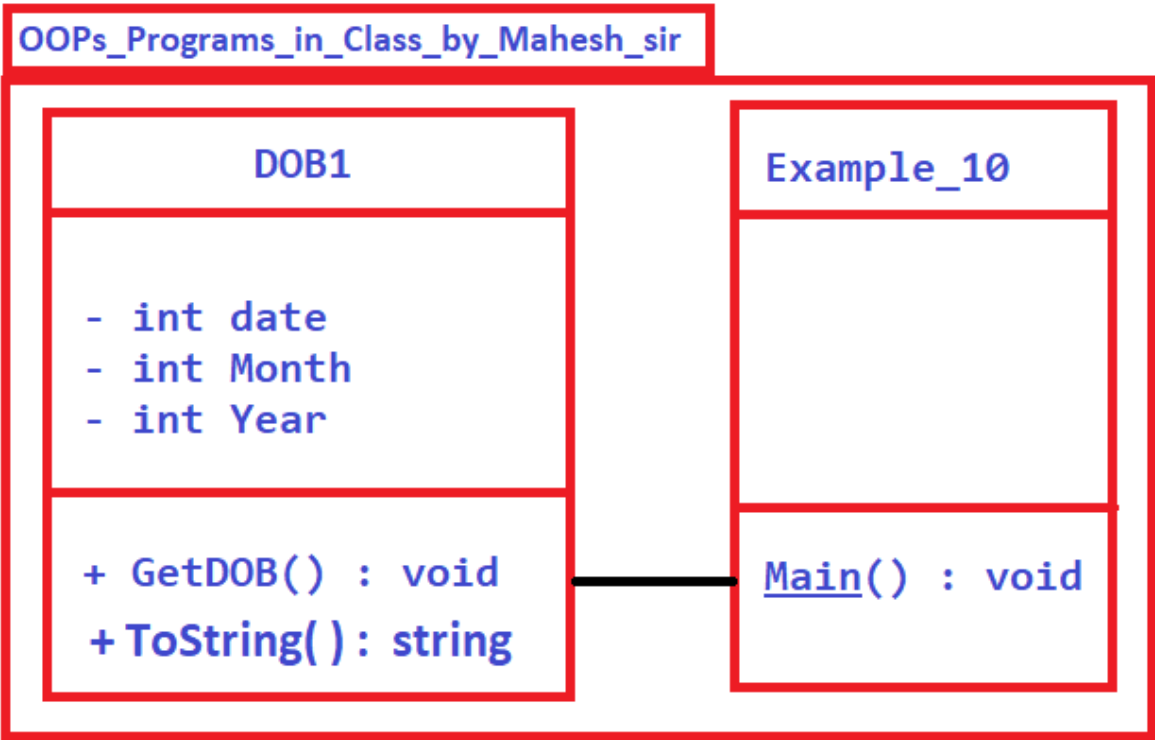 OOPs_Programs_in_Class_by_Mahesh_sir
DOB1
- int date
- int Month
- int Year
+ GetDOB() : void
+ ToString( ) : string
Example_10
Main() : void